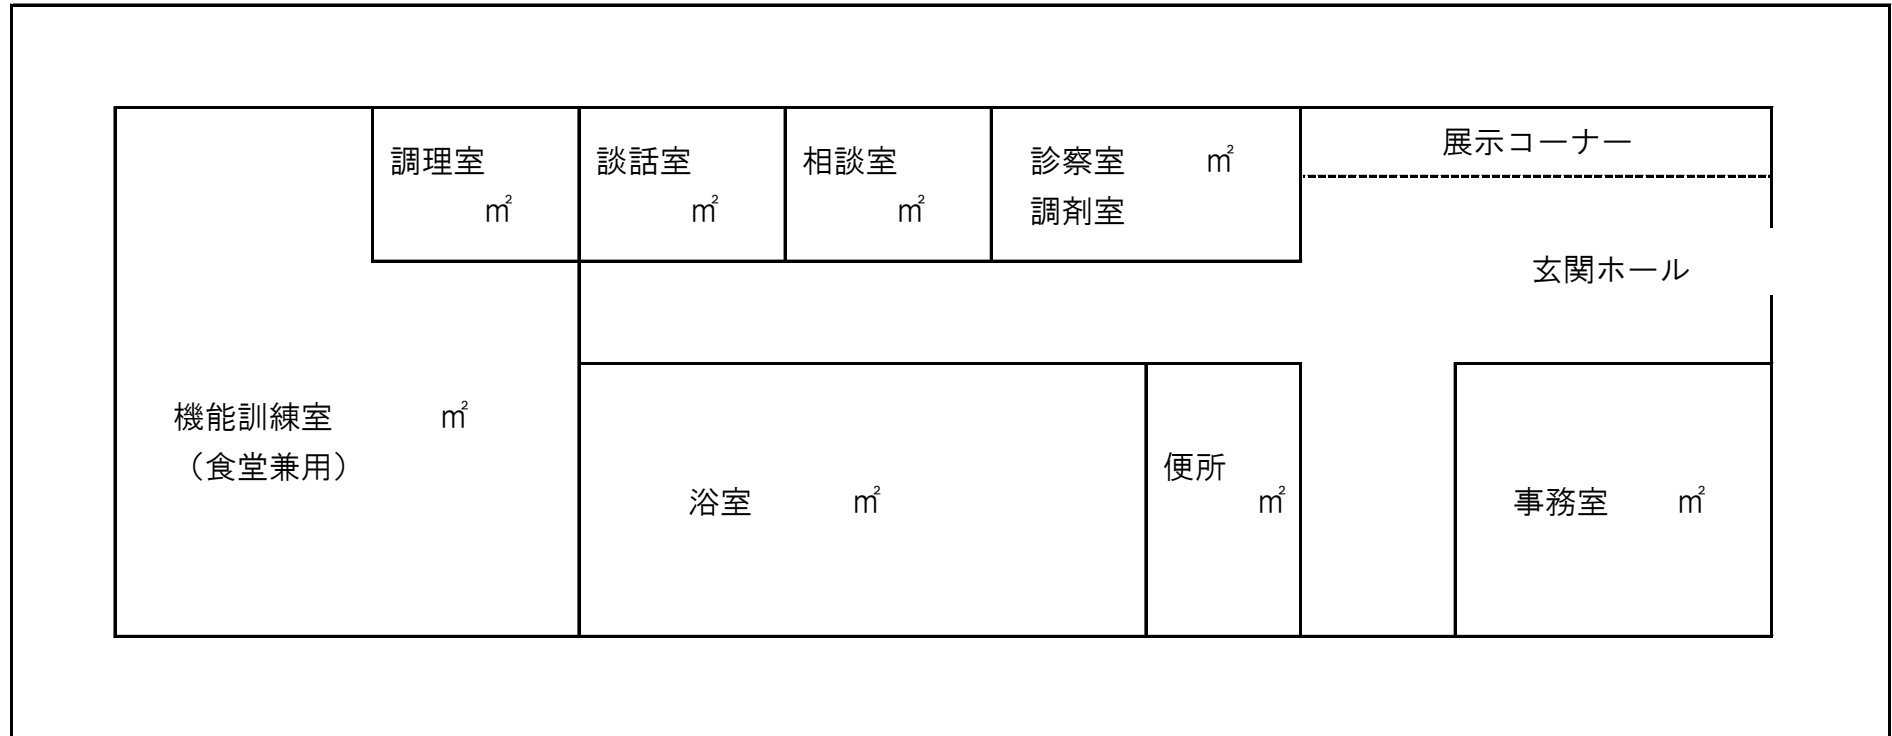 展示コーナー
調理室
㎡
談話室
㎡
相談室
㎡
診察室 ㎡
調剤室
玄関ホール
機能訓練室 ㎡
（食堂兼用）
浴室 ㎡
便所
㎡
事務室 ㎡